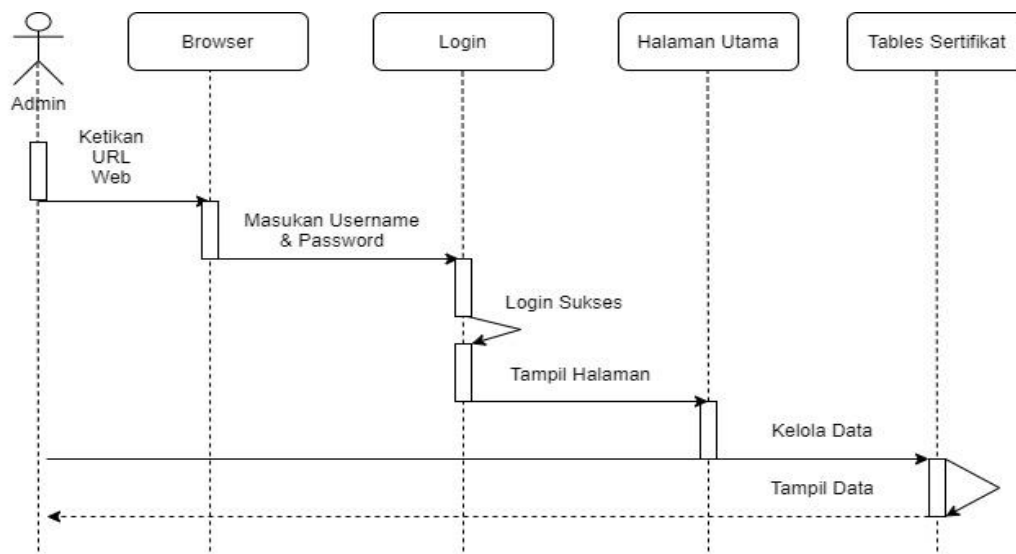 Browser
Login
Halaman Utama
Tables Sertifikat
Admin
Ketikan
URL
Web
Masukan Username
& Password
Login Sukses
Tampil Halaman
Kelola Data
Tampil Data